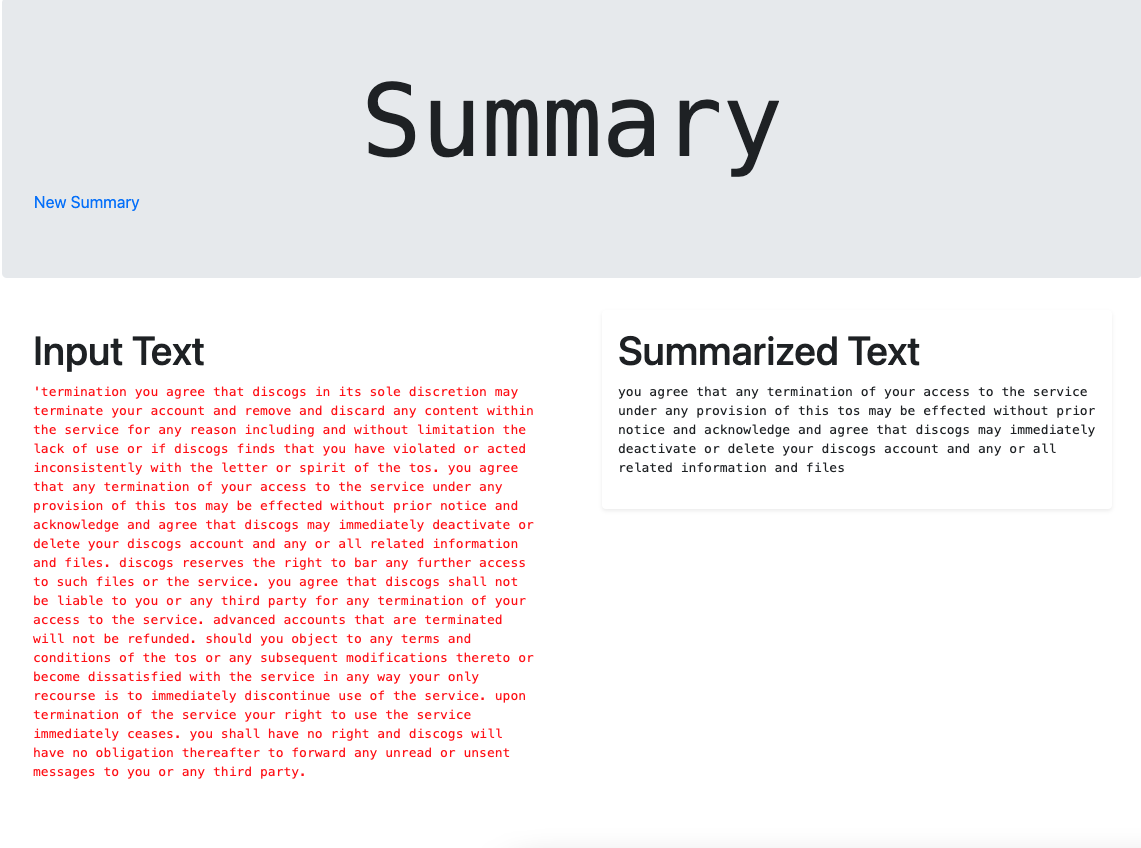 Summary
New Summary
Input Text
'termination you agree that discogs in its sole discretion may
terminate your account and remove and discard any content within
the service for any reason including and without limitation the
lack of use or if discogs finds that you have violated or acted
inconsistently with the letter or spirit of the tos. you agree
that any termination of your access to the service under any
provision of this tos may be effected without prior notice and
acknowledge and agree that discogs may immediately deactivate or
delete your discogs account and any or all related information
and files. discogs reserves the right to bar any further access
to such files or the service. you agree that discogs shall not
be liable to you or any third party for any termination of your
access to the service. advanced accounts that are terminated
will not be refunded. should you object to any terms and
conditions of the tos or any subsequent modifications thereto or
become dissatisfied with the service in any way your only
recourse is to immediately discontinue use of the service. upon
termination of the service your right to use the service
immediately ceases. you shall have no right and discogs will
have no obligation thereafter to forward any unread or unsent
messages to you or any third party.
Summarized Text
you agree that any termination of your access to the service
under any provision of this tos may be effected without prior
notice and acknowledge and agree that discogs may immediately
deactivate or delete your discogs account and any or all
related information and files